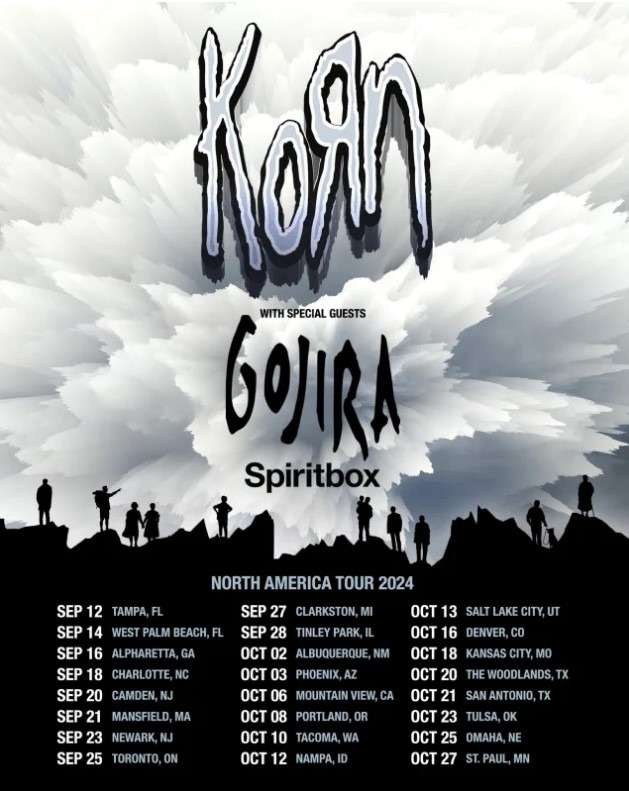 KoЯn
WITH SPECIAL GUESTS
GOJIRA
Spiritbox
NORTH AMERICA TOUR 2024
SEP 12 TAMPA, FL
SEP 14 WEST PALM BEACH, FL
SEP 16 ALPHARETTA, GA
SEP 18 CHARLOTTE, NC
SEP 20 CAMDEN, NJ
SEP 21 MANSFIELD, MA
SEP 23 NEWARK, NJ
SEP 25 TORONTO, ON
SEP 27 CLARKSTON, MI
SEP 28 TINLEY PARK, IL
OCT 02 ALBUQUERQUE, NM
OCT 03 PHOENIX, AZ
OCT 06 MOUNTAIN VIEW, CA
OCT 08 PORTLAND, OR
OCT 10 TACOMA, WA
OCT 12 NAMPA, ID
OCT 13 SALT LAKE CITY, UT
OCT 16 DENVER, CO
OCT 18 KANSAS CITY, MO
OCT 20 THE WOODLANDS, TX
OCT 21 SAN ANTONIO, TX
OCT 23 TULSA, OK
OCT 25 OMAHA, NE
OCT 27 ST. PAUL, MN